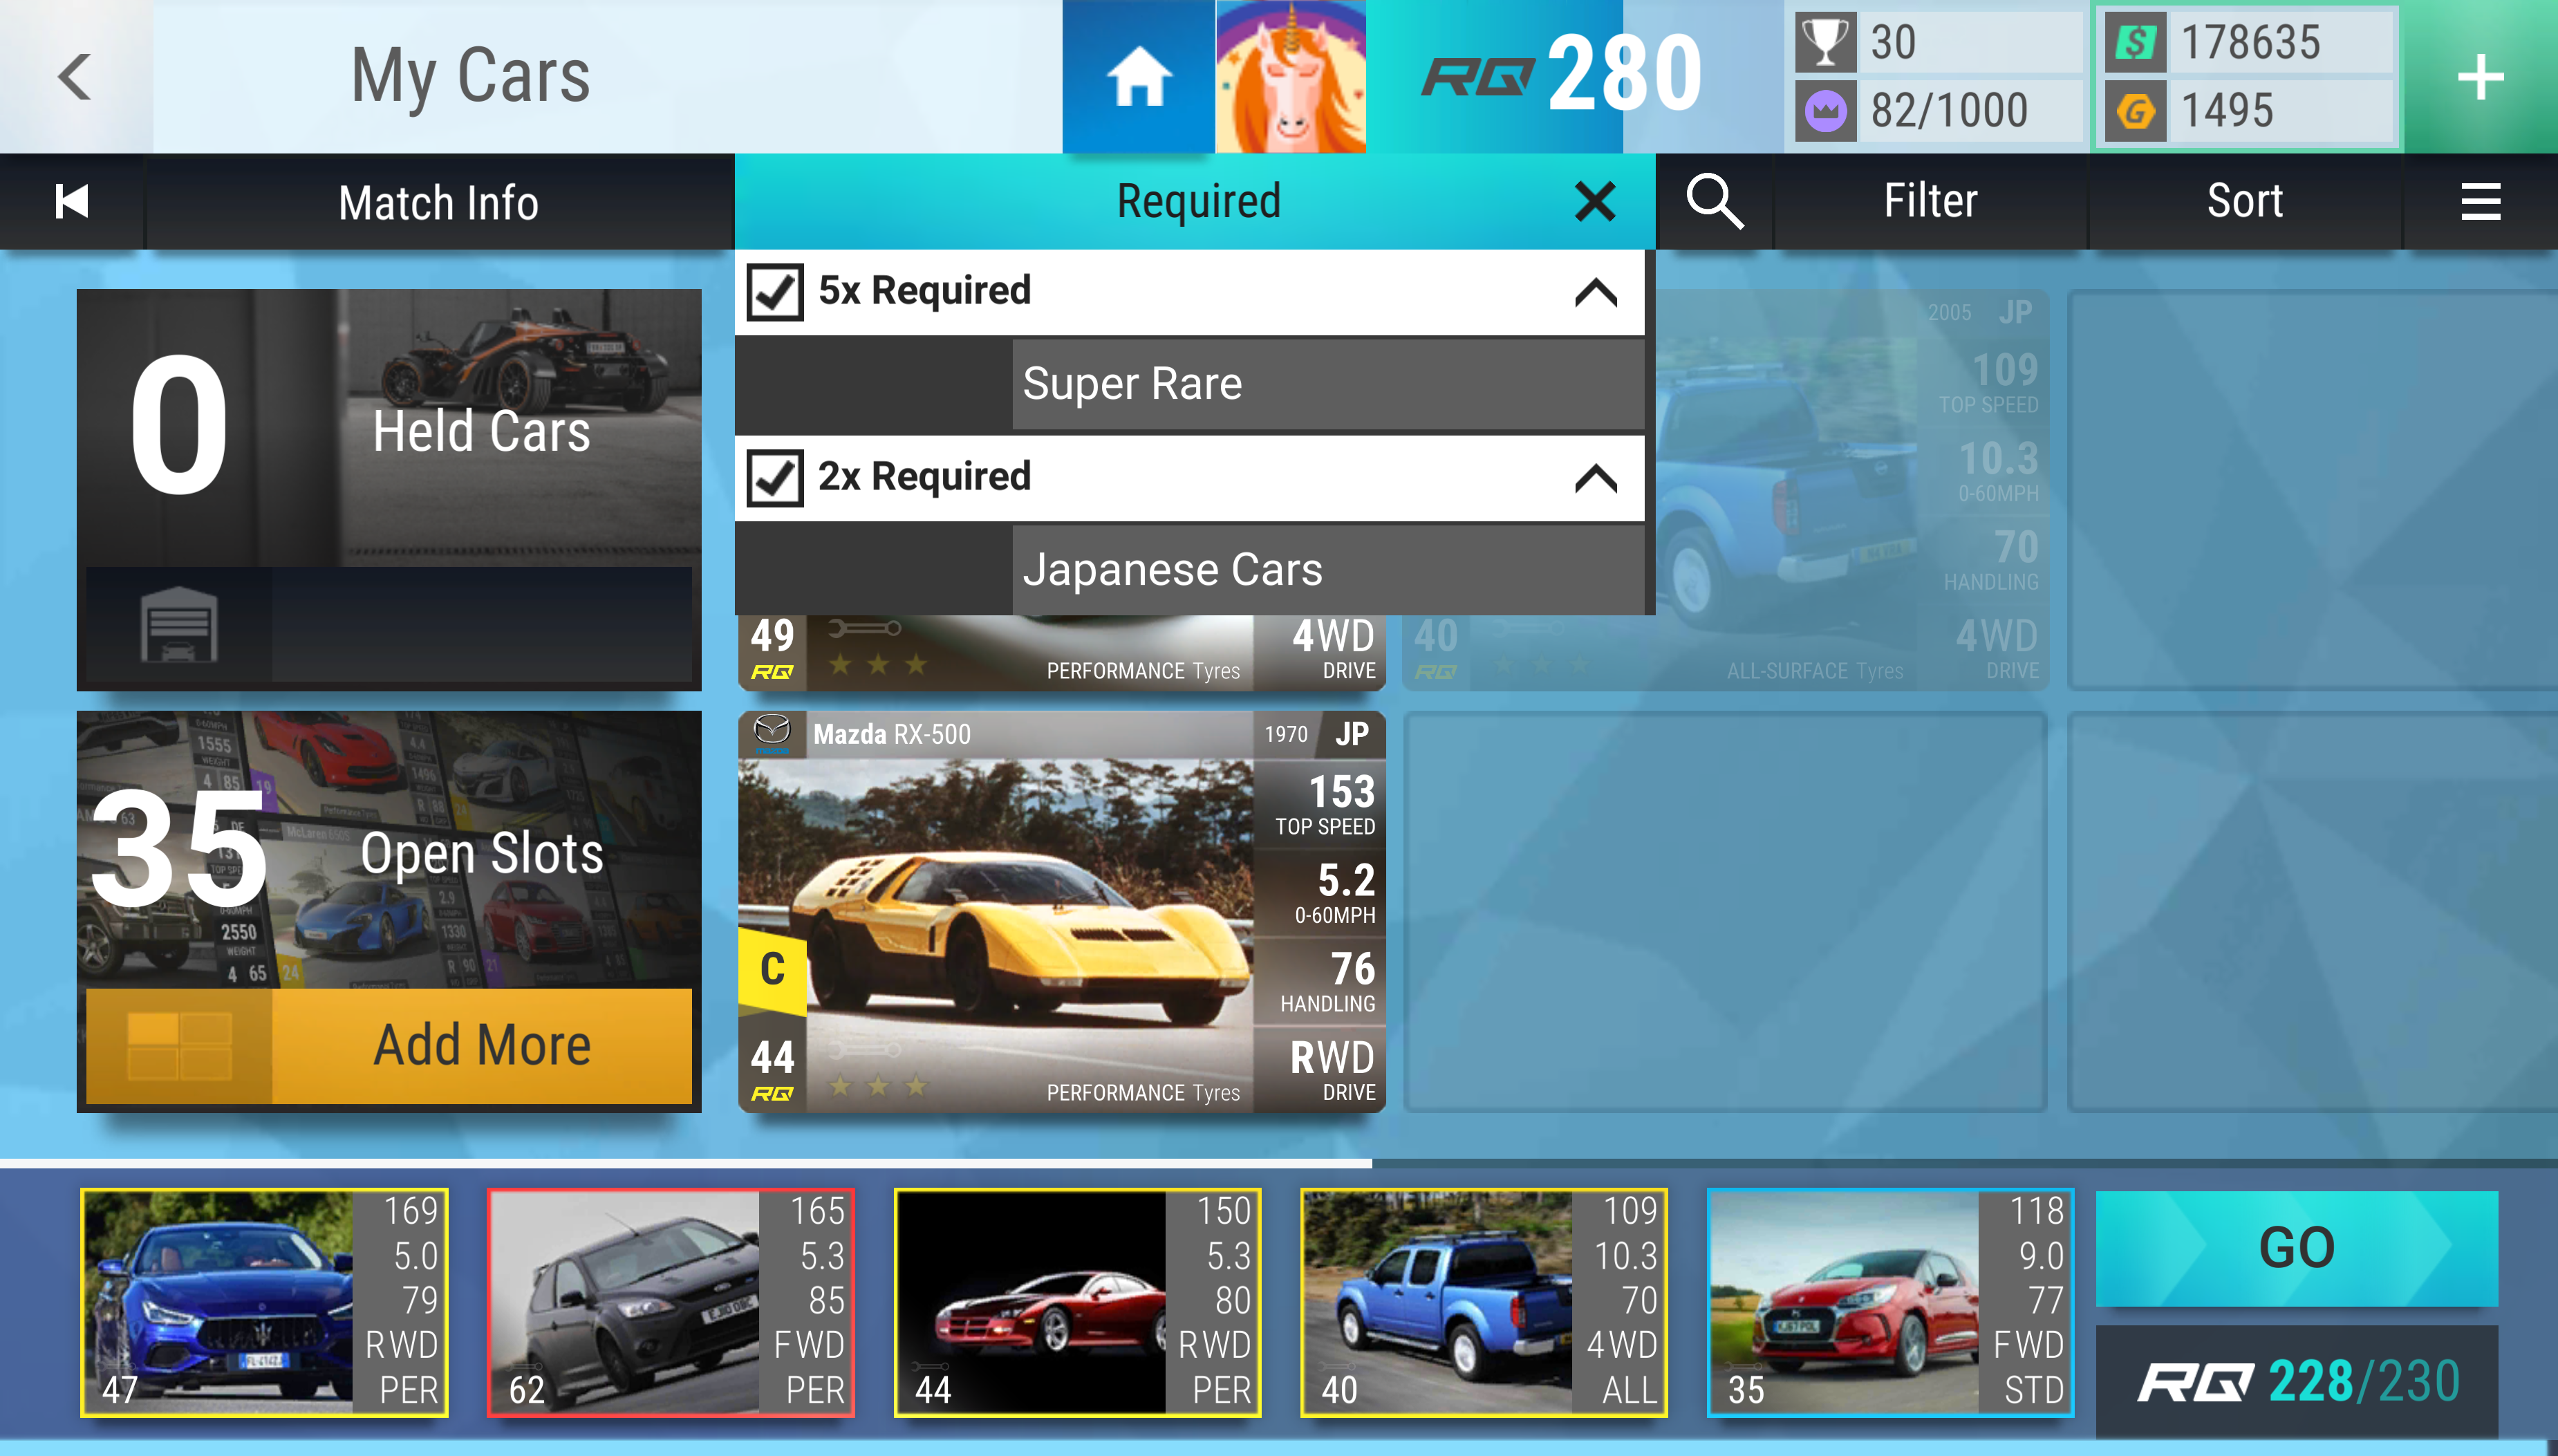 My Cars
RQ 280
30
82/1000
178635
1495
Match Info
Required
Filter
Sort
5x Required
Super Rare
2x Required
Japanese Cars
0
Held Cars
35
Open Slots
Add More
49
RQ
PERFORMANCE Tyres
4WD
DRIVE
2005 JP
109
TOP SPEED
10.3
0-60MPH
70
HANDLING
40
RQ
ALL-SURFACE Tyres
4WD
DRIVE
Mazda RX-500
1970 JP
153
TOP SPEED
5.2
0-60MPH
76
HANDLING
C
44
RQ
PERFORMANCE Tyres
RWD
DRIVE
169
5.0
79
RWD
PER
47
165
5.3
85
FWD
PER
62
150
5.3
80
RWD
PER
44
109
10.3
70
4WD
ALL
40
118
9.0
77
FWD
STD
35
GO
RQ 228/230